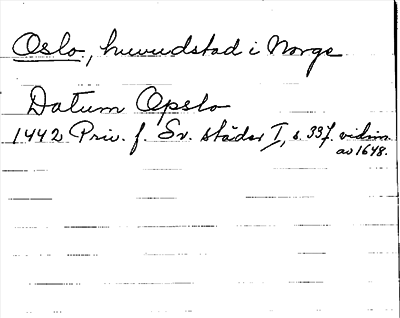 Oslo, huvudstad i Norge
Datum Opslo
1442 Priv. f. Sv. städer I, s. 337. vidim.
av 1648.